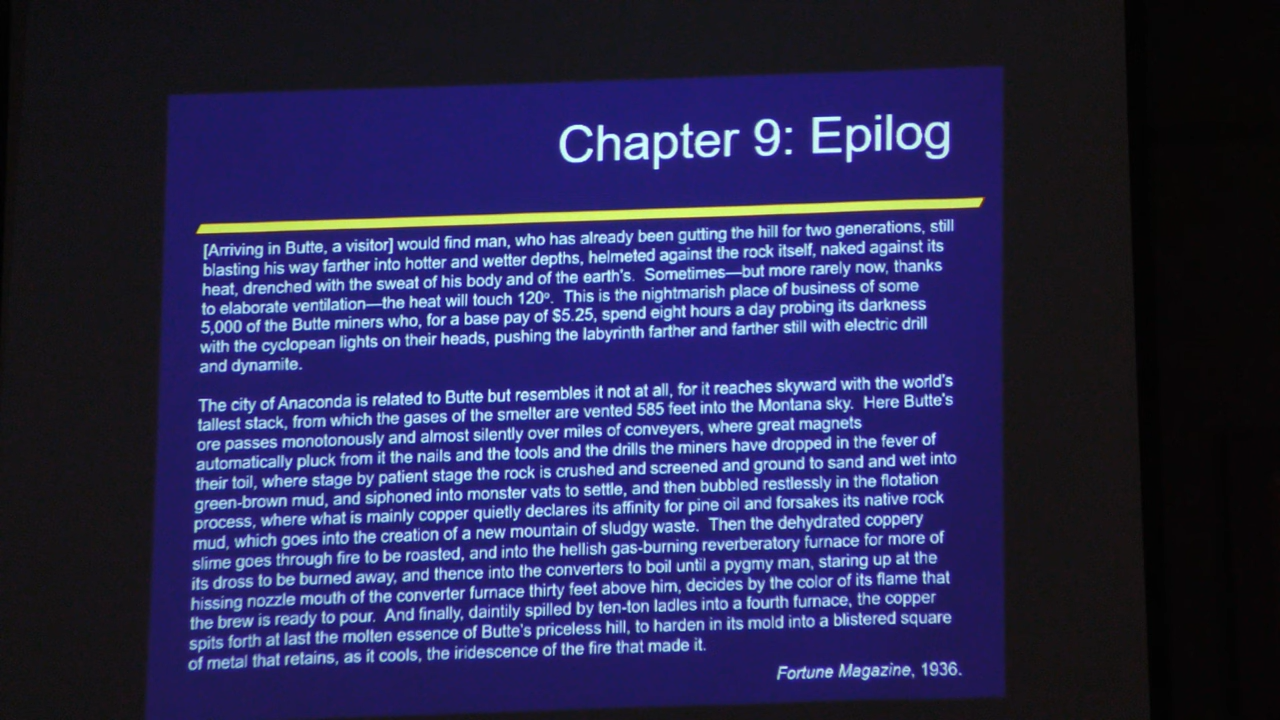 Chapter 9: Epilog
[Arriving in Butte, a visitor] would find man, who has already been gutting the hill for two generations, still
blasting his way farther into hotter and wetter depths, helmeted against the rock itself, naked against its
heat, drenched with the sweat of his body and of the earth's.  Sometimes—but more rarely now, thanks
to elaborate ventilation—the heat will touch 120º.  This is the nightmarish place of business of some
5,000 of the Butte miners who, for a base pay of $5.25, spend eight hours a day probing its darkness
with the cyclopean lights on their heads, pushing the labyrinth farther and farther still with electric drill
and dynamite.
The city of Anaconda is related to Butte but resembles it not at all, for it reaches skyward with the world's
tallest stack, from which the gases of the smelter are vented 585 feet into the Montana sky.  Here Butte's
ore passes monotonously and almost silently over miles of conveyers, where great magnets
automatically pluck from it the nails and the tools and the drills the miners have dropped in the fever of
their toil, where stage by patient stage the rock is crushed and screened and ground to sand and wet into
green-brown mud, and siphoned into monster vats to settle, and then bubbled restlessly in the flotation
process, where what is mainly copper quietly declares its affinity for pine oil and forsakes its native rock
mud, which goes into the creation of a new mountain of sludgy waste.  Then the dehydrated coppery
slime goes through fire to be roasted, and into the hellish gas-burning reverberatory furnace for more of
its dross to be burned away, and thence into the converters to boil until a pygmy man, staring up at the
hissing nozzle mouth of the converter furnace thirty feet above him, decides by the color of its flame that
the brew is ready to pour.  And finally, daintily spilled by ten-ton ladles into a fourth furnace, the copper
spits forth at last the molten essence of Butte's priceless hill, to harden in its mold into a blistered square
of metal that retains, as it cools, the iridescence of the fire that made it.
Fortune Magazine, 1936.